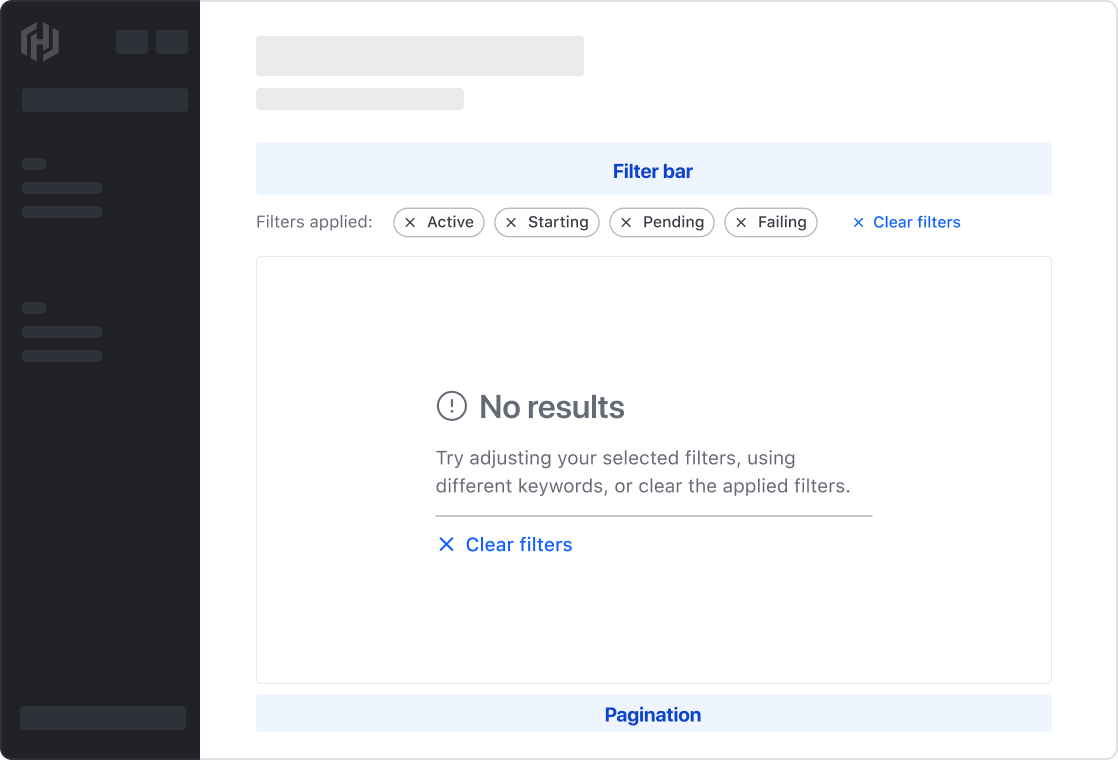 Filter bar
Filters applied: Active Starting Pending Failing Clear filters
No results
Try adjusting your selected filters, using
different keywords, or clear the applied filters.
Clear filters
Pagination